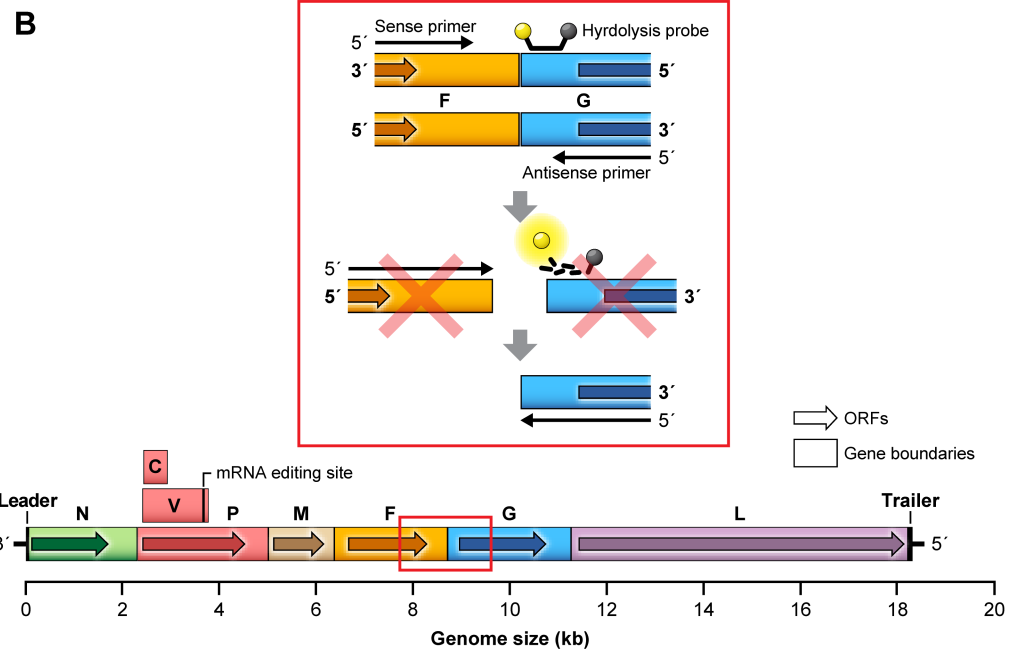 B
Sense primer
5´
Hyrdolysis probe
3´ 5´
F G
5´ 3´
5´
Antisense primer
5´
5´ 3´
3´
5´
ORFs
Gene boundaries
C
mRNA editing site
V
Leader Trailer
N P M F G L
3´ 5´
0 2 4 6 8 10 12 14 16 18 20
Genome size (kb)